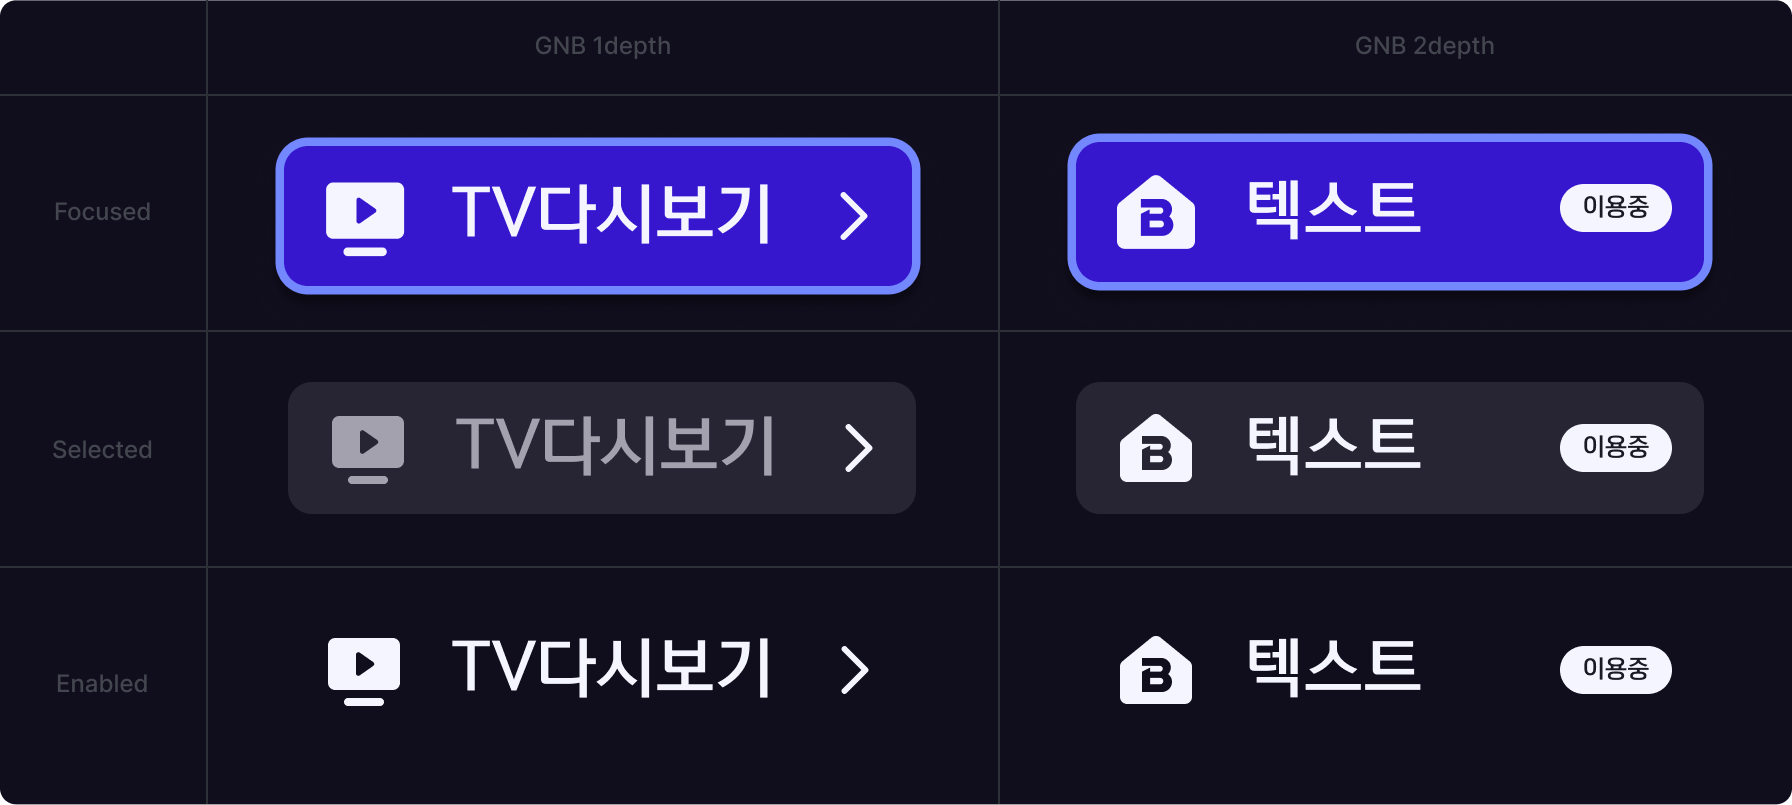 GNB 1depth
GNB 2depth
Focused
TV다시보기
텍스트
이용중
Selected
TV다시보기
텍스트
이용중
Enabled
TV다시보기
텍스트
이용중